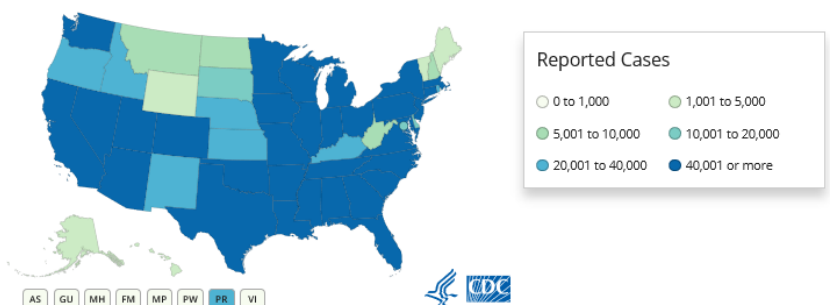 Reported Cases
0 to 1,000
1,001 to 5,000
5,001 to 10,000
10,001 to 20,000
20,001 to 40,000
40,001 or more
AS GU MH FM MP PW PR VI
CDC